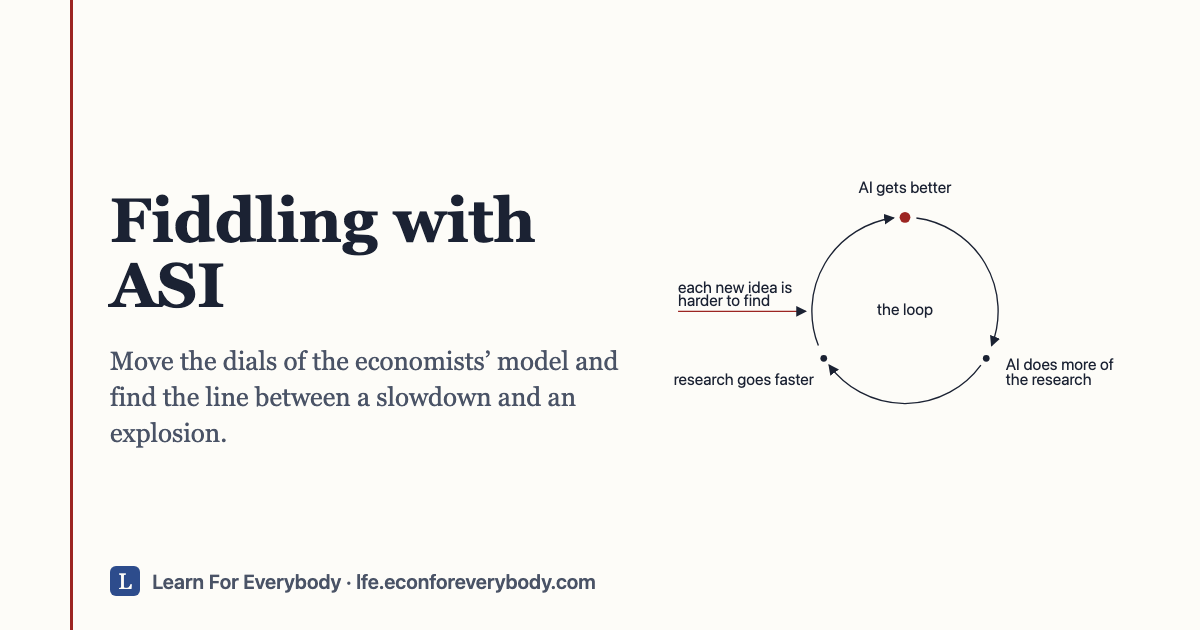 Fiddling with
ASI
Move the dials of the economists’ model and
find the line between a slowdown and an
explosion.
AI gets better
each new idea is
harder to find
the loop
AI does more of
the research
research goes faster
L Learn For Everybody · lfe.econforeverybody.com